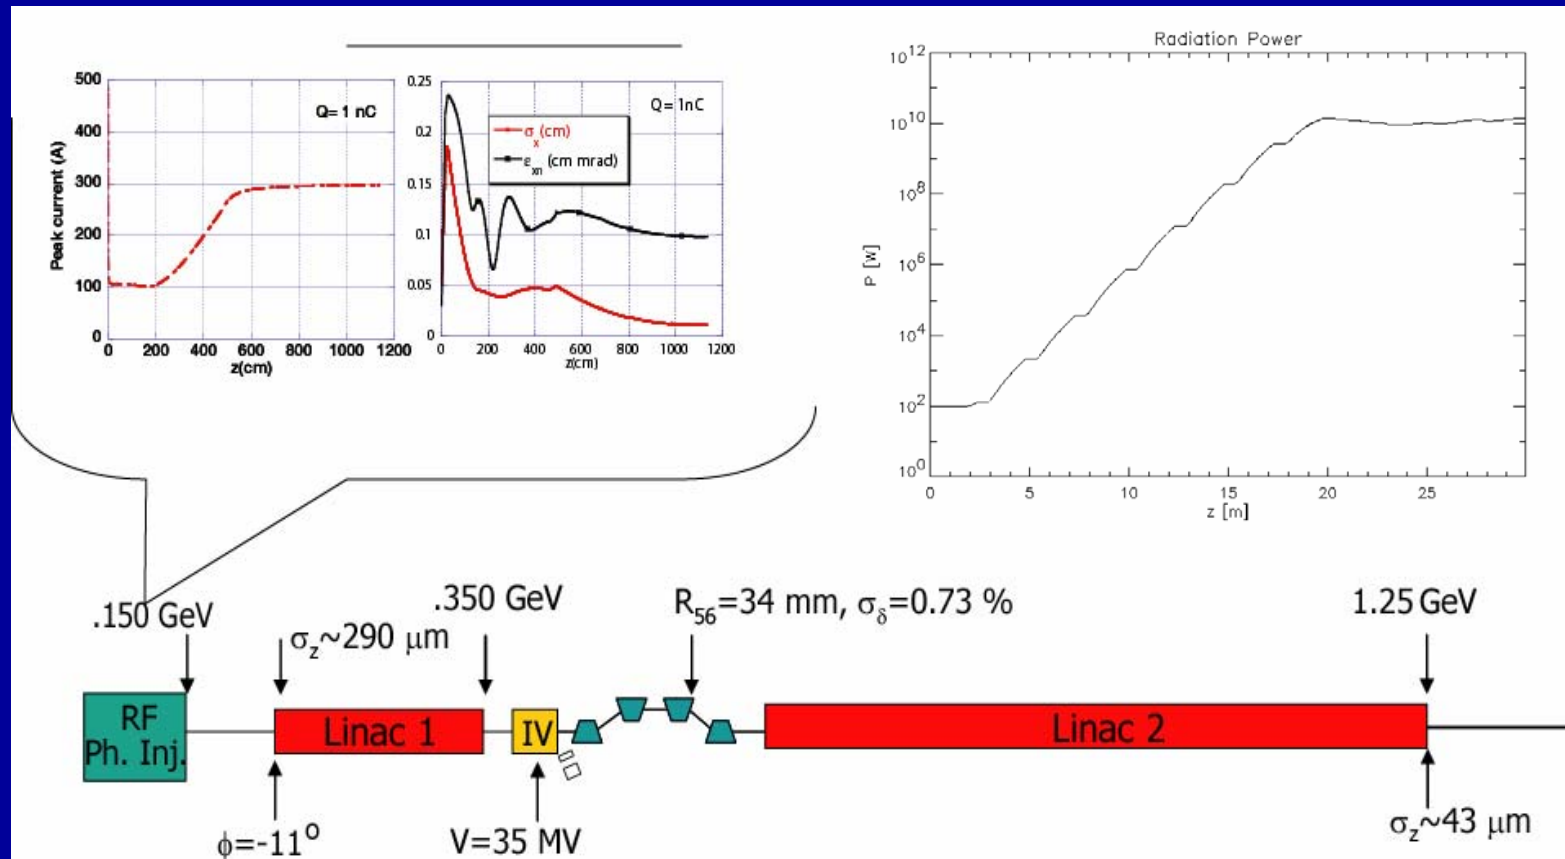 500
400
300
200
100
0
Peak current (A)
Q= 1 nC
0 200 400 600 800 1000 1200
z(cm)
0.25
0.2
0.15
0.1
0.05
0
Q= 1nC
σx(cm)
εxn (cm mrad)
0 200 400 600 800 1000 1200
z(cm)
Radiation Power
10^12
10^10
10^8
10^6
10^4
10^2
10^0
P [w]
0 5 10 15 20 25
z [m]
.150 GeV
σz~290 μm
.350 GeV
R56=34 mm, σδ=0.73 %
1.25 GeV
RF
Ph. Inj.
Linac 1
IV
Linac 2
ϕ=-11°
V=35 MV
σz~43 μm